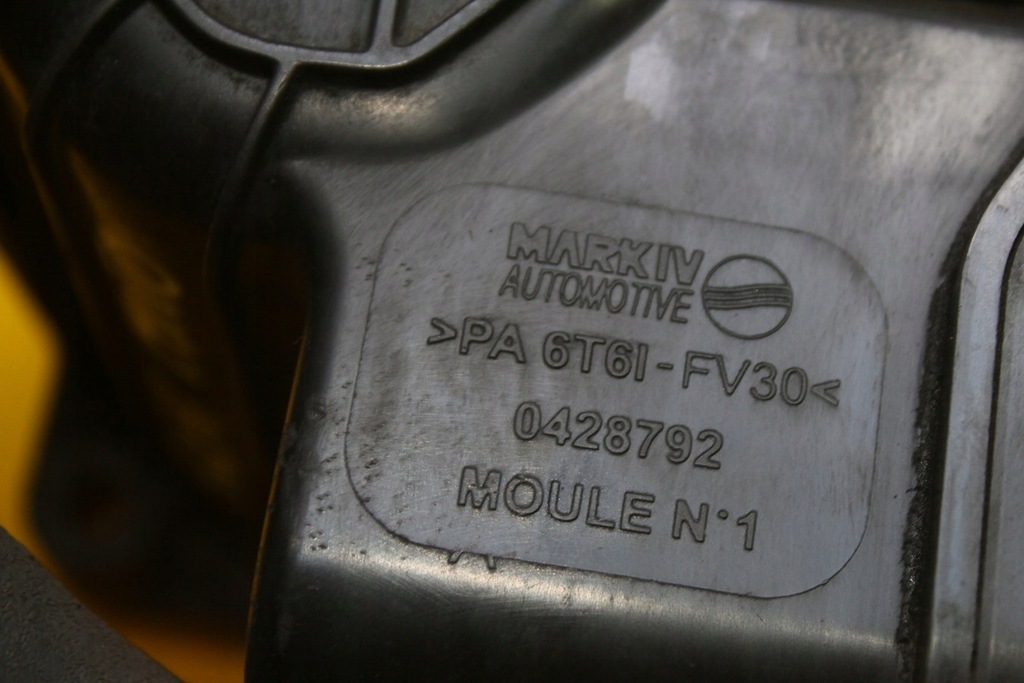 MARK IV
AUTOMOTIVE
>PA 6T6I-FV30<
0428792
MOULE N°1